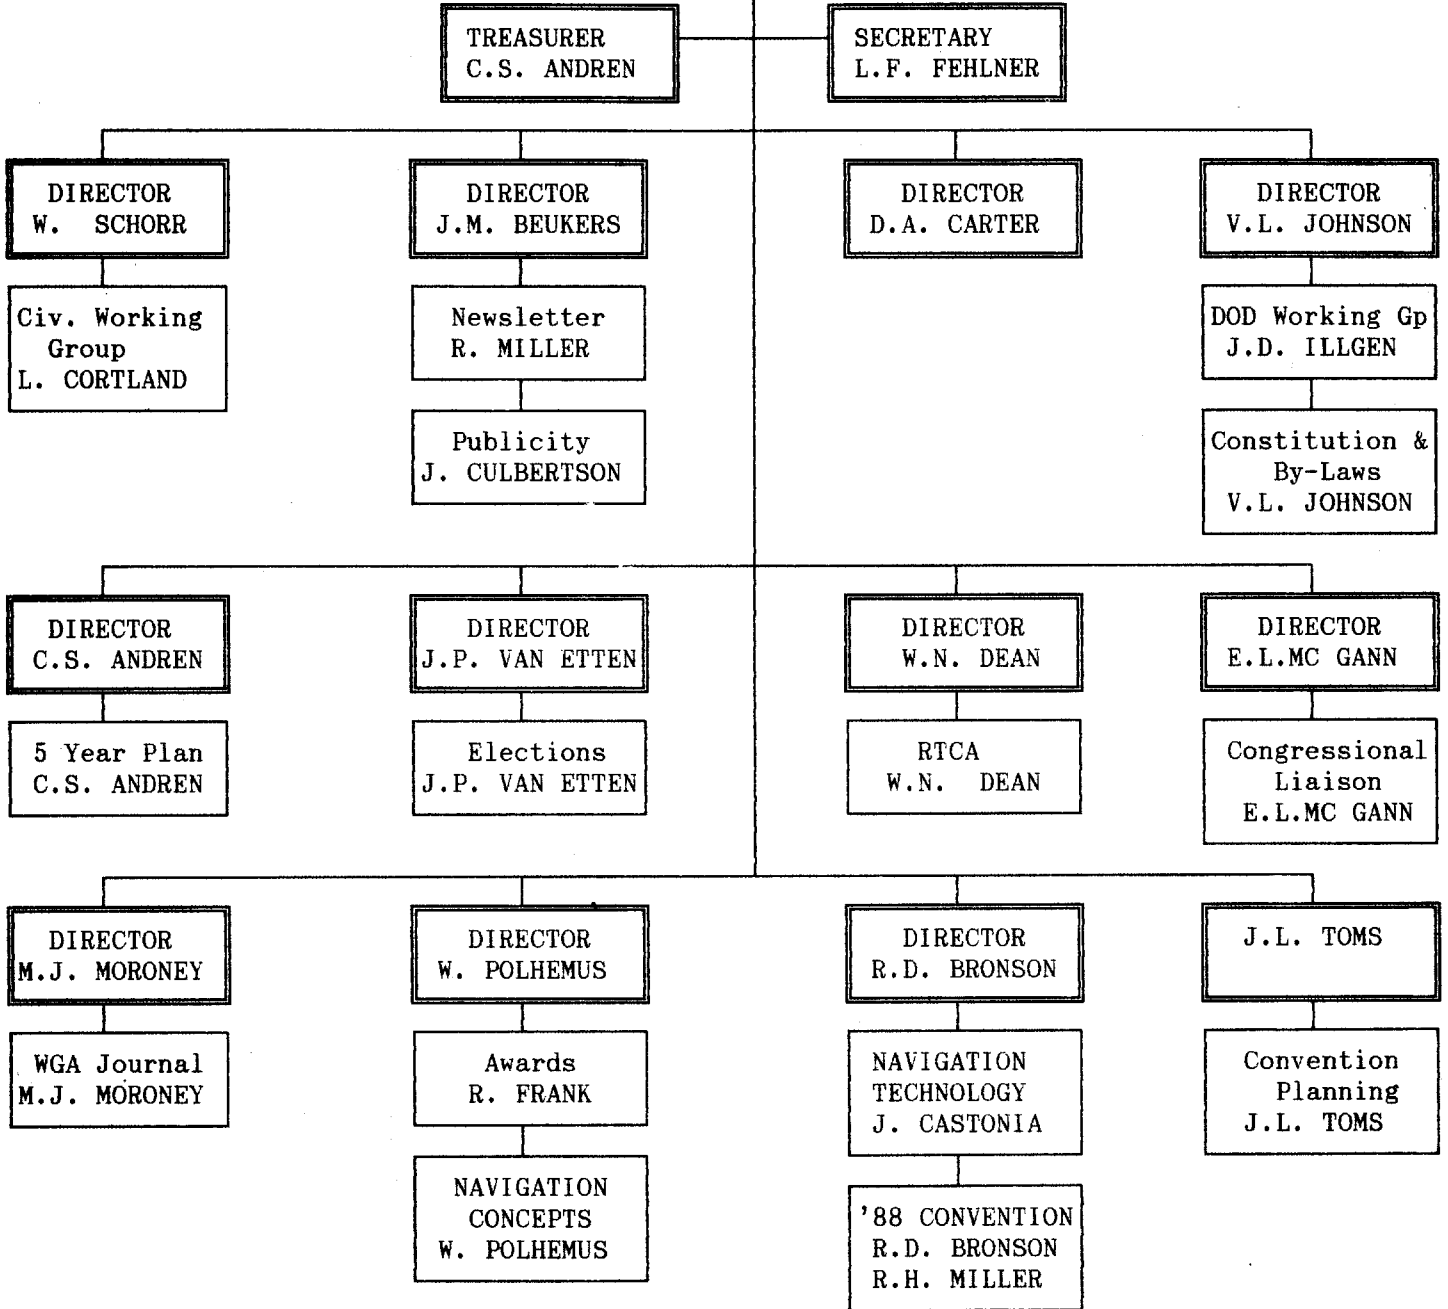 TREASURER
C.S. ANDREN
SECRETARY
L.F. FEHLNER
DIRECTOR
W. SCHORR
DIRECTOR
J.M. BEUKERS
DIRECTOR
D.A. CARTER
DIRECTOR
V.L. JOHNSON
Civ. Working
Group
L. CORTLAND
Newsletter
R. MILLER
DOD Working Gp
J.D. ILLGEN
Publicity
J. CULBERTSON
Constitution &
By-Laws
V.L. JOHNSON
DIRECTOR
C.S. ANDREN
DIRECTOR
J.P. VAN ETTEN
DIRECTOR
W.N. DEAN
DIRECTOR
E.L.MC GANN
5 Year Plan
C.S. ANDREN
Elections
J.P. VAN ETTEN
RTCA
W.N. DEAN
Congressional
Liaison
E.L.MC GANN
DIRECTOR
M.J. MORONEY
DIRECTOR
W. POLHEMUS
DIRECTOR
R.D. BRONSON
J.L. TOMS
WGA Journal
M.J. MORONEY
Awards
R. FRANK
NAVIGATION
TECHNOLOGY
J. CASTONIA
Convention
Planning
J.L. TOMS
NAVIGATION
CONCEPTS
W. POLHEMUS
'88 CONVENTION
R.D. BRONSON
R.H. MILLER